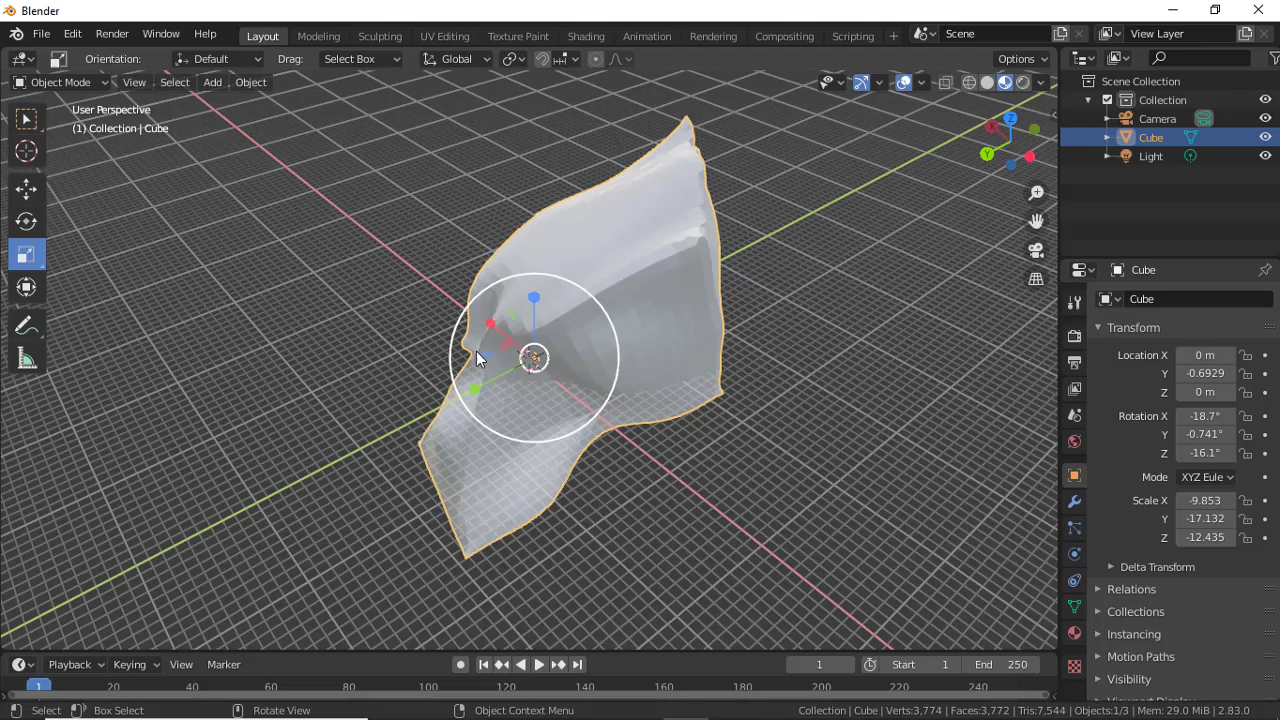 Blender
File Edit Render Window Help
Layout Modeling Sculpting UV Editing Texture Paint Shading Animation Rendering Compositing Scripting
Scene
View Layer
Orientation: Default Drag: Select Box Global Options
Object Mode View Select Add Object
User Perspective
(1) Collection | Cube
Z
X
Y
Scene Collection
Collection
Camera
Cube
Light
Cube
Cube
Transform
Location X 0 m
Y -0.6929
Z 0 m
Rotation X -18.7°
Y -0.741°
Z -16.1°
Mode XYZ Eule
Scale X -9.853
Y -17.132
Z -12.435
Delta Transform
Relations
Collections
Instancing
Motion Paths
Visibility
Playback Keying View Marker 1 Start 1 End 250
1 20 40 60 80 100 120 140 160 180 200 220 240
Select Box Select Rotate View Object Context Menu Collection | Cube | Verts:3,774 | Faces:3,772 | Tris:7,544 | Objects:1/3 | Mem: 29.0 MiB | 2.83.0